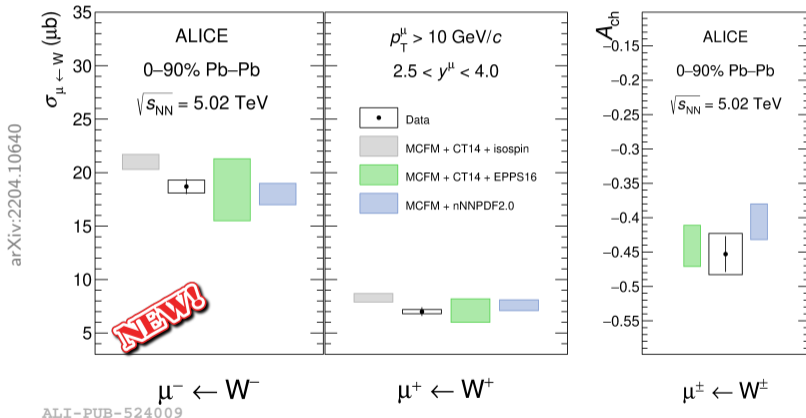 arXiv:2204.10640
σμ←W (μb)
35
30
25
20
15
10
5
ALICE
0–90% Pb–Pb
√sNN = 5.02 TeV
NEW!
μ− ← W−
pTμ > 10 GeV/c
2.5 < yμ < 4.0
Data
MCFM + CT14 + isospin
MCFM + CT14 + EPPS16
MCFM + nNNPDF2.0
μ+ ← W+
Ach
−0.15
−0.2
−0.25
−0.3
−0.35
−0.4
−0.45
−0.5
−0.55
ALICE
0–90% Pb–Pb
√sNN = 5.02 TeV
μ± ← W±
ALI-PUB-524009